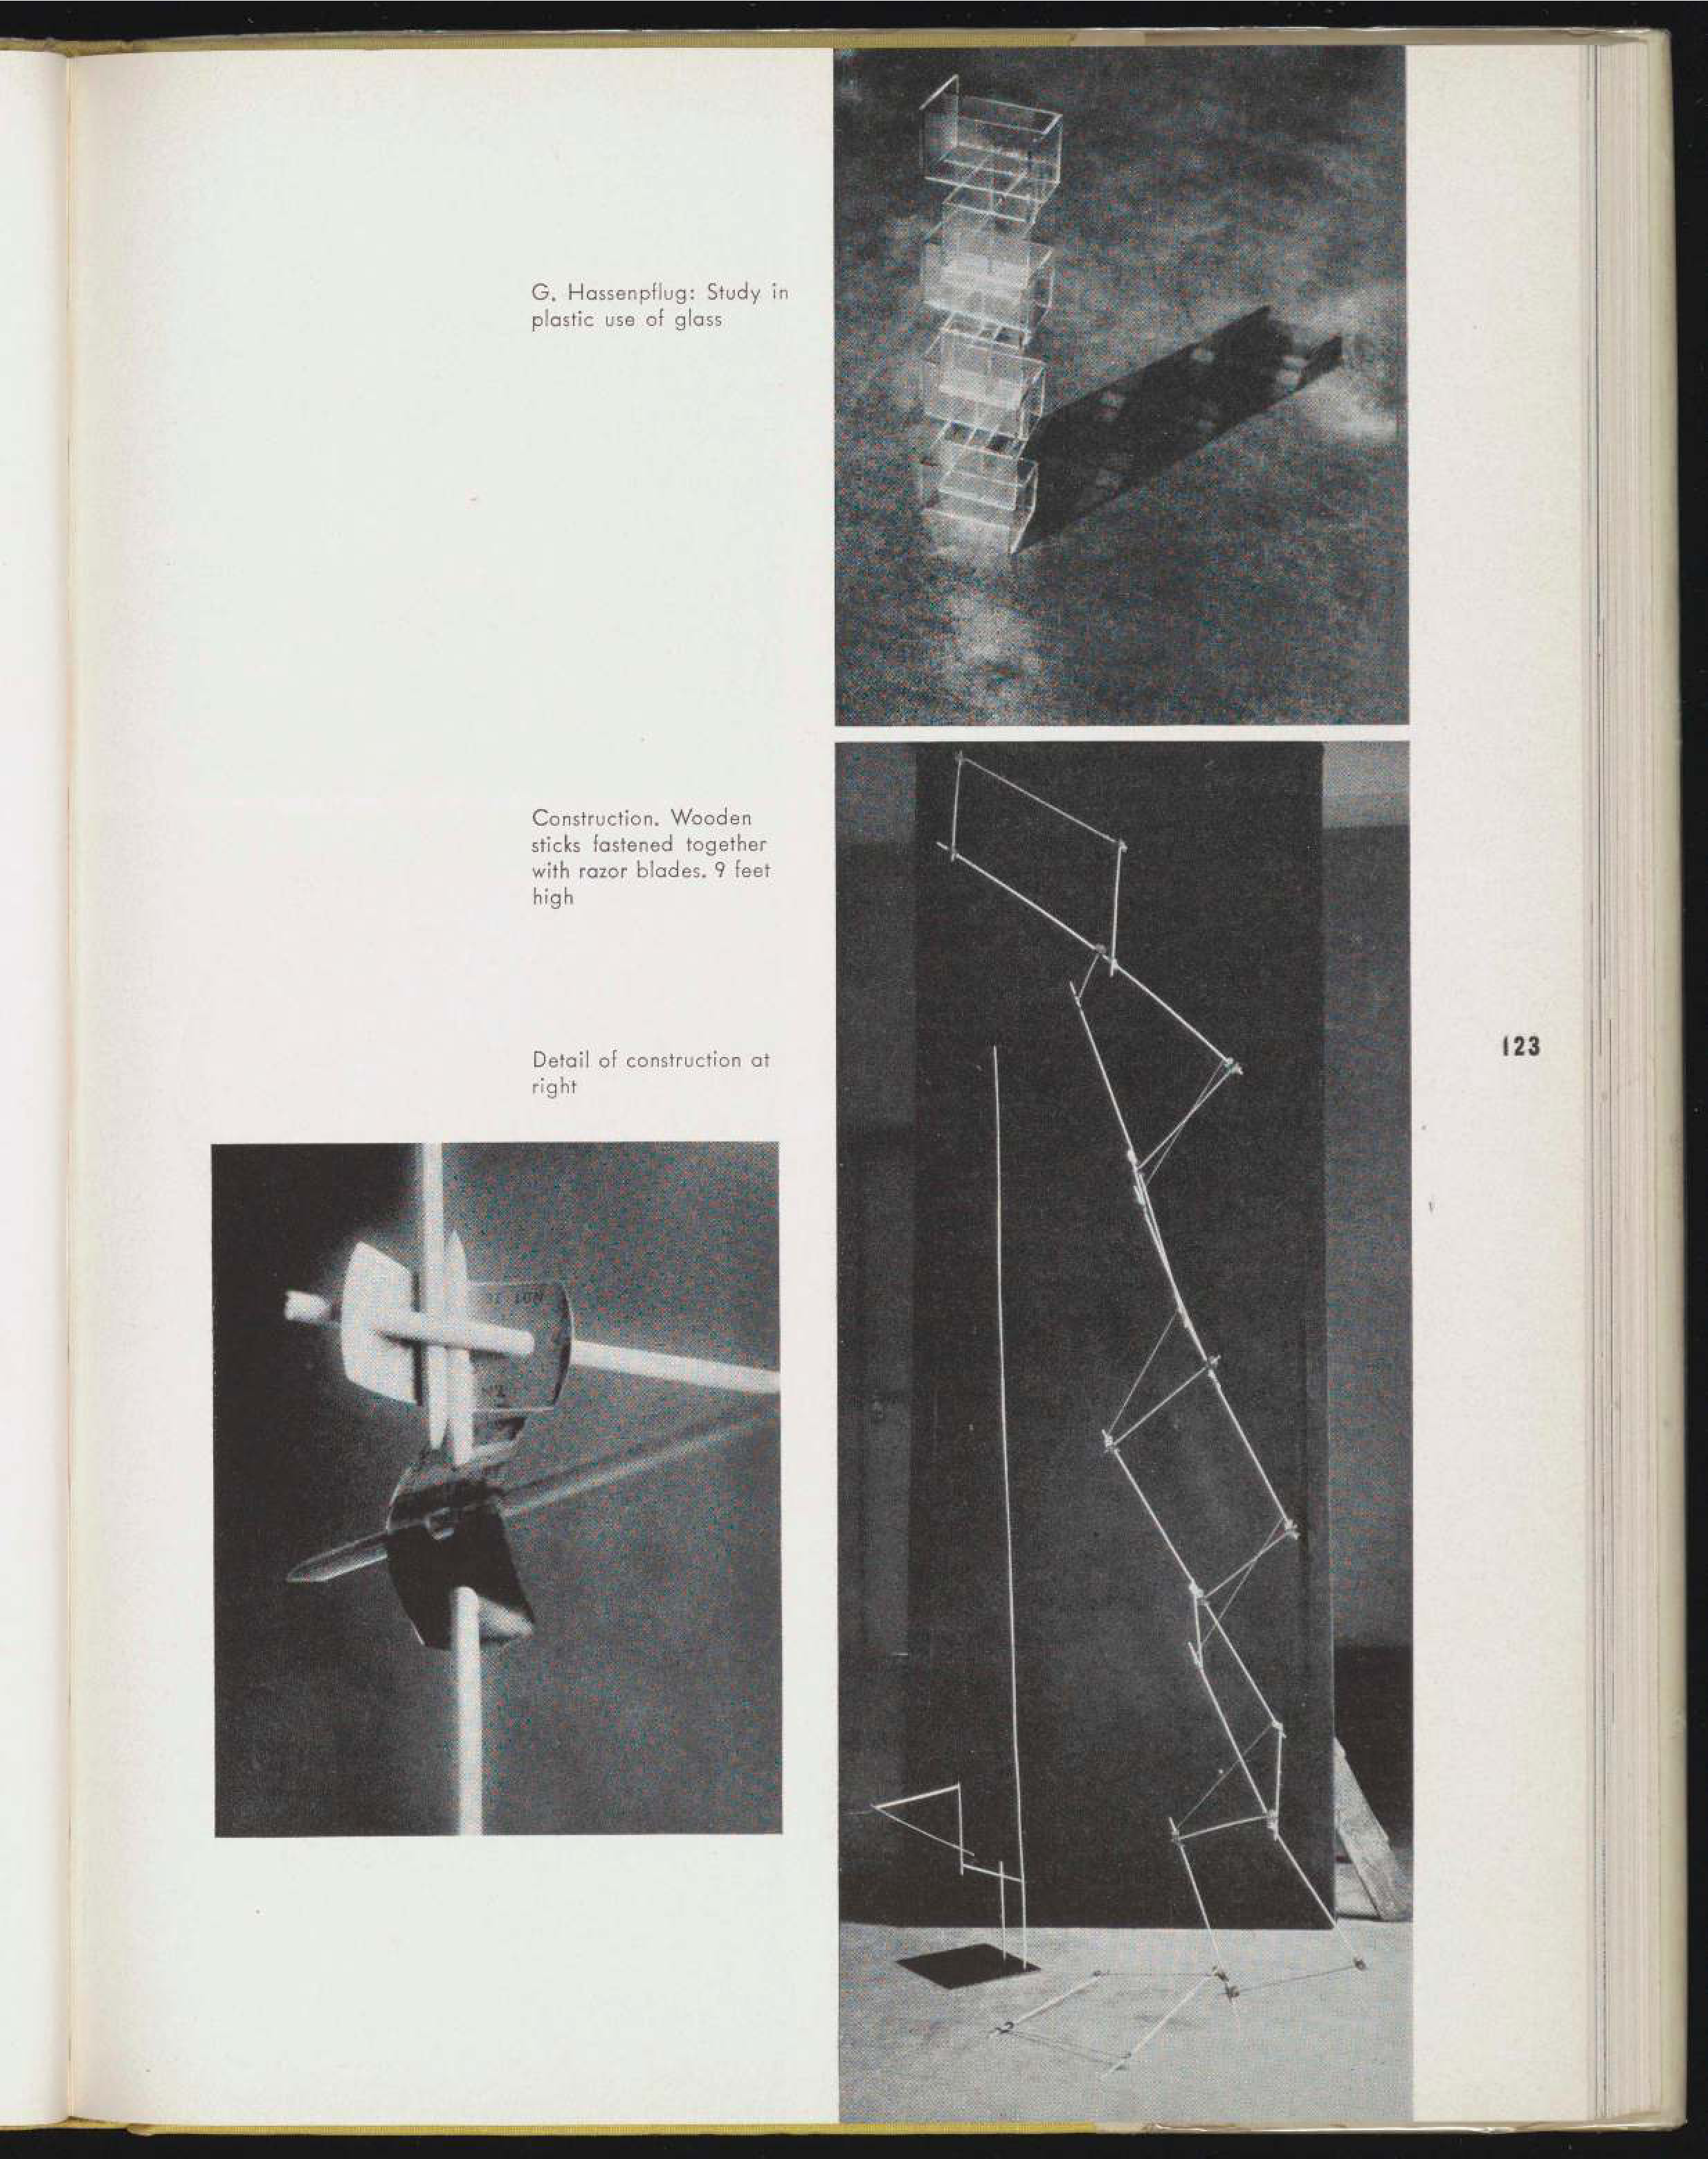 G. Hassenpflug: Study in
plastic use of glass
Construction. Wooden
sticks fastened together
with razor blades. 9 feet
high
Detail of construction at
right
123